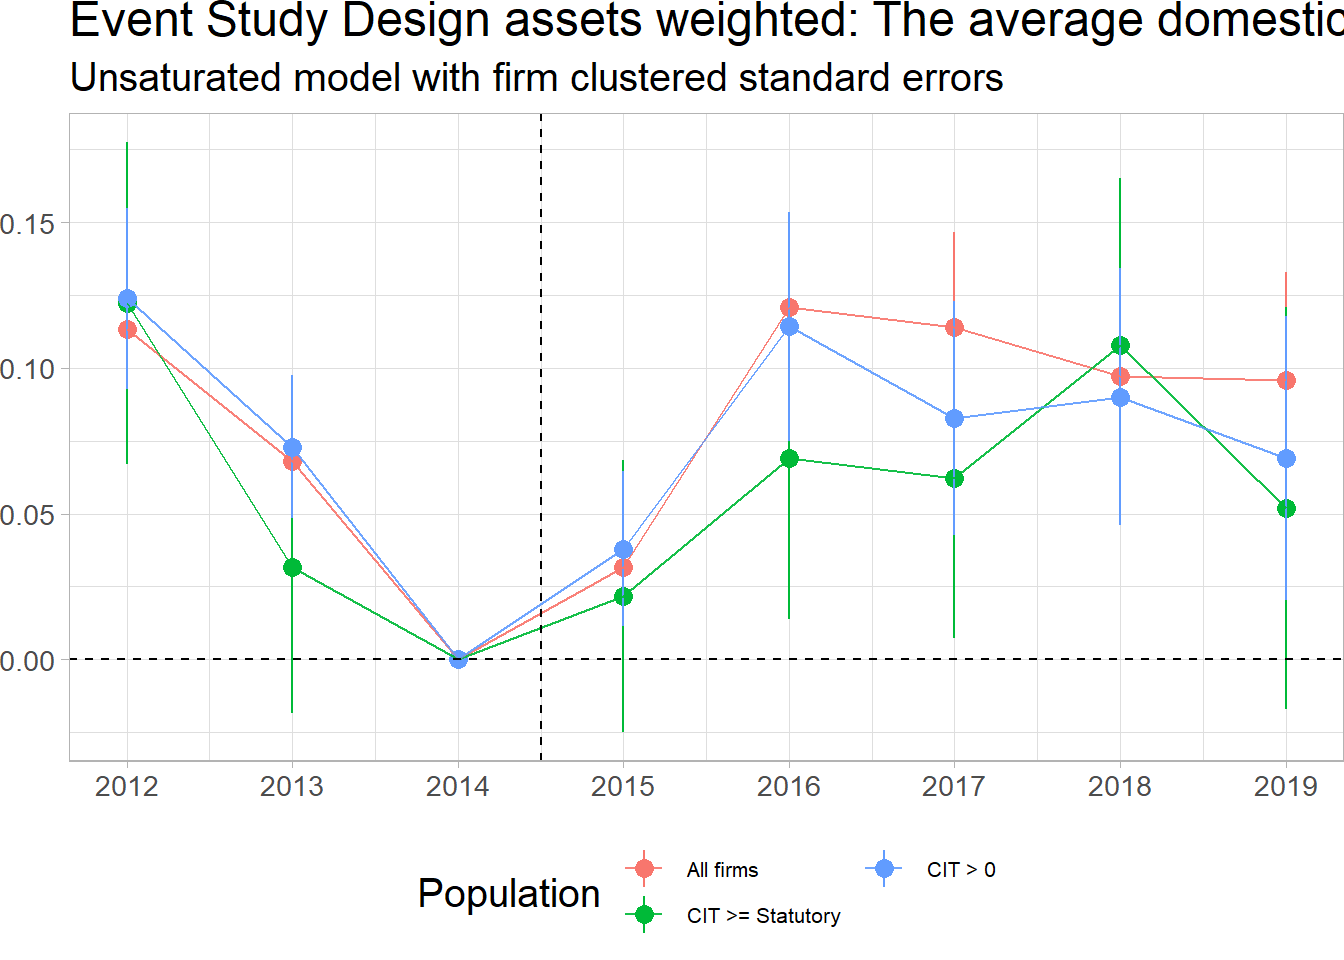 Event Study Design assets weighted: The average domestic
Unsaturated model with firm clustered standard errors
0.15
0.10
0.05
0.00
2012 2013 2014 2015 2016 2017 2018 2019
Population
All firms CIT > 0
CIT >= Statutory